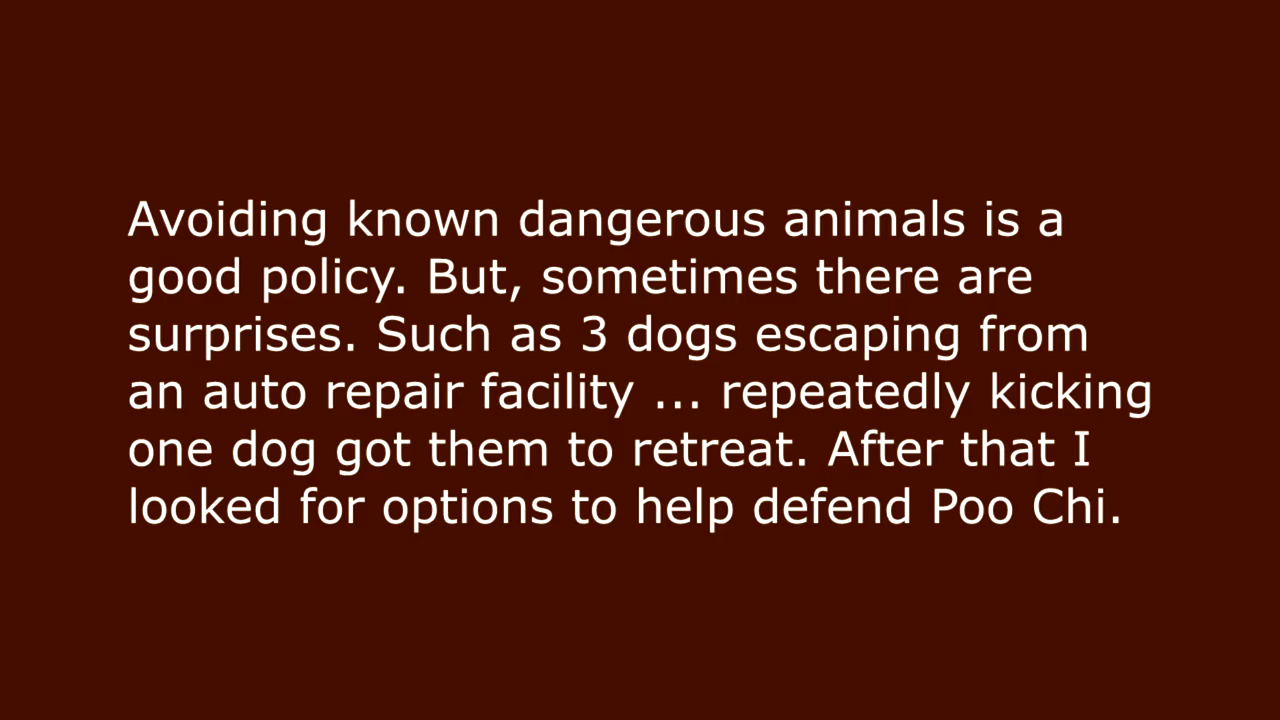 Avoiding known dangerous animals is a
good policy. But, sometimes there are
surprises. Such as 3 dogs escaping from
an auto repair facility ... repeatedly kicking
one dog got them to retreat. After that I
looked for options to help defend Poo Chi.